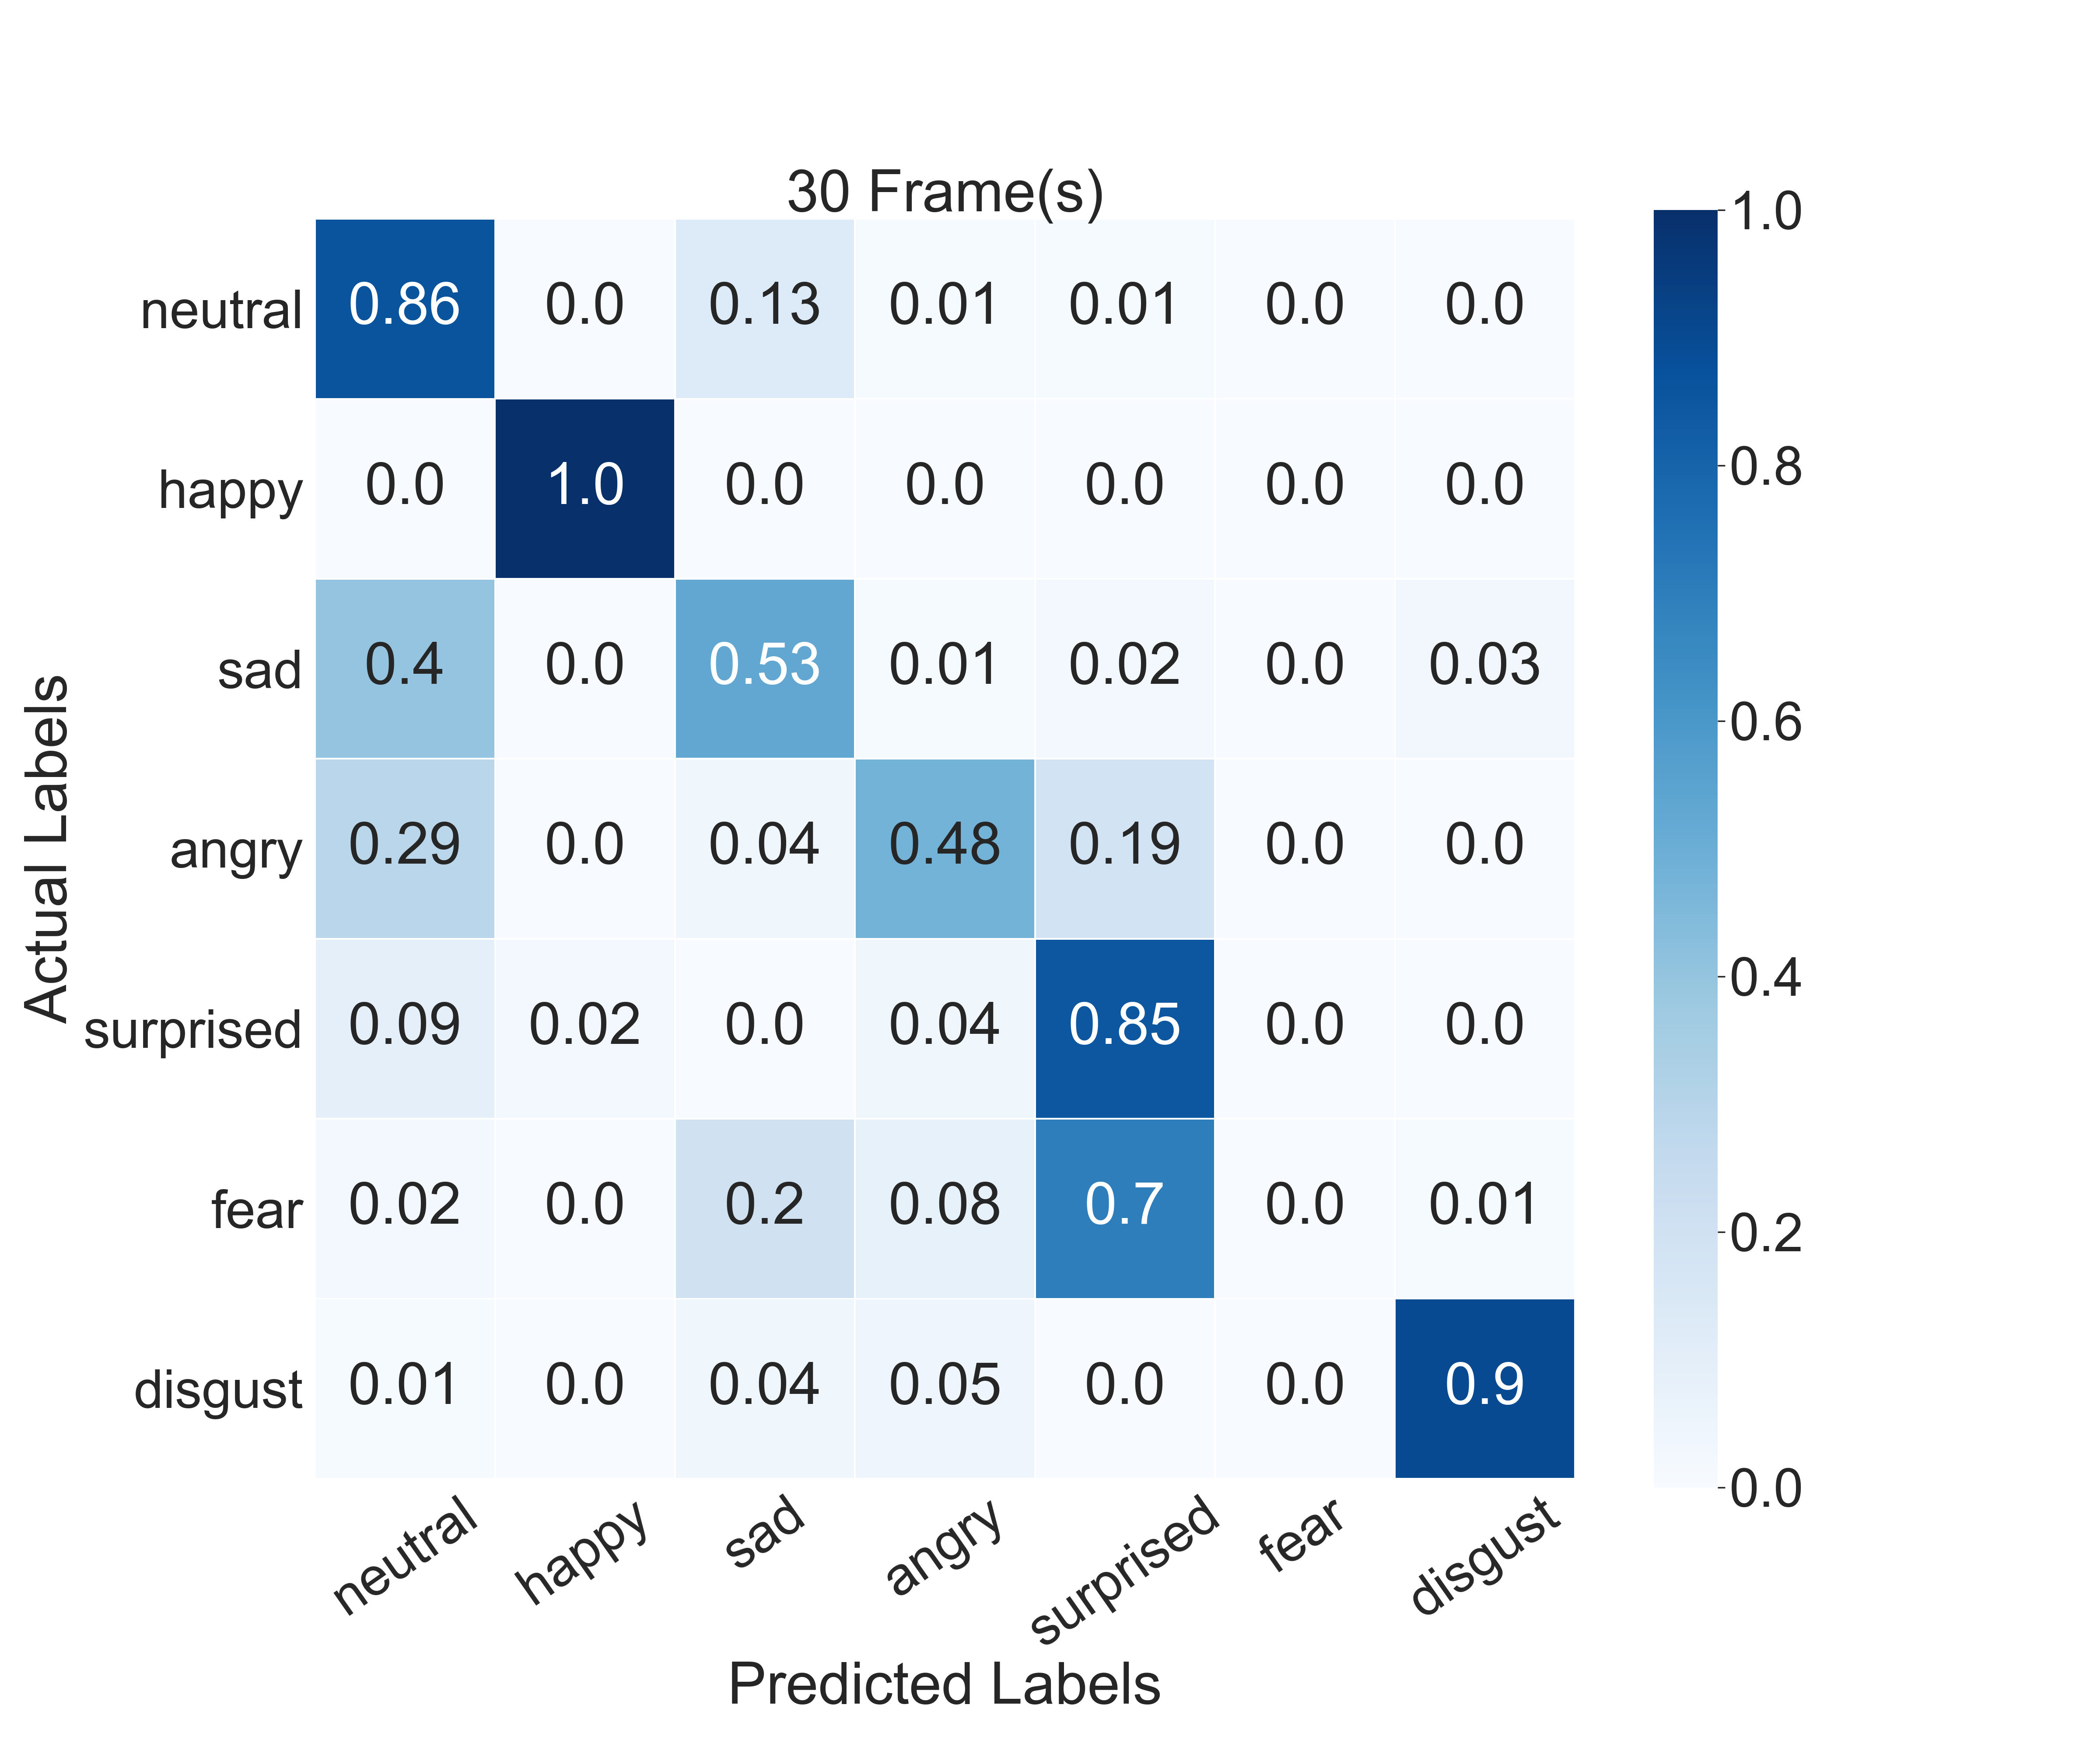 30 Frame(s)
neutral 0.86 0.0 0.13 0.01 0.01 0.0 0.0
happy 0.0 1.0 0.0 0.0 0.0 0.0 0.0
sad 0.4 0.0 0.53 0.01 0.02 0.0 0.03
angry 0.29 0.0 0.04 0.48 0.19 0.0 0.0
surprised 0.09 0.02 0.0 0.04 0.85 0.0 0.0
fear 0.02 0.0 0.2 0.08 0.7 0.0 0.01
disgust 0.01 0.0 0.04 0.05 0.0 0.0 0.9
neutral happy sad angry surprised fear disgust
Predicted Labels
Actual Labels
1.0
0.8
0.6
0.4
0.2
0.0